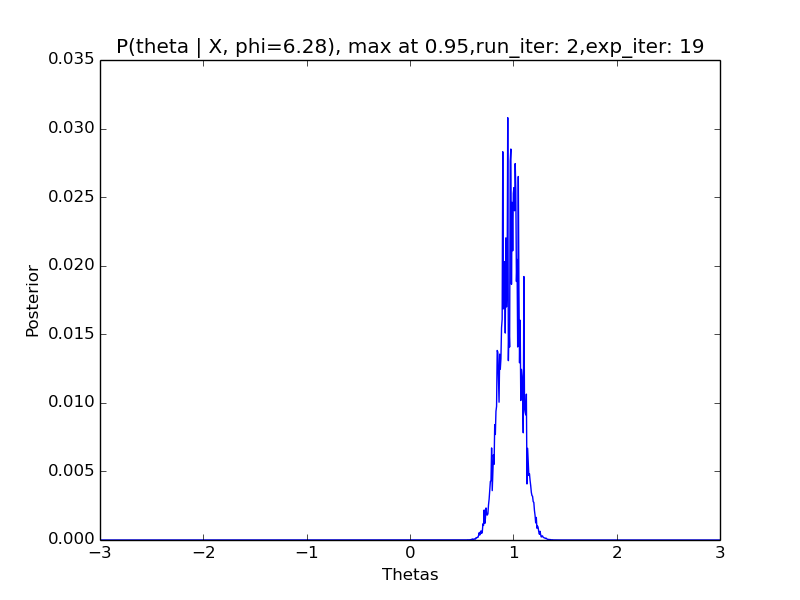 P(theta | X, phi=6.28), max at 0.95,run_iter: 2,exp_iter: 19
0.035
0.030
0.025
0.020
0.015
0.010
0.005
0.000
Posterior
−3 −2 −1 0 1 2 3
Thetas